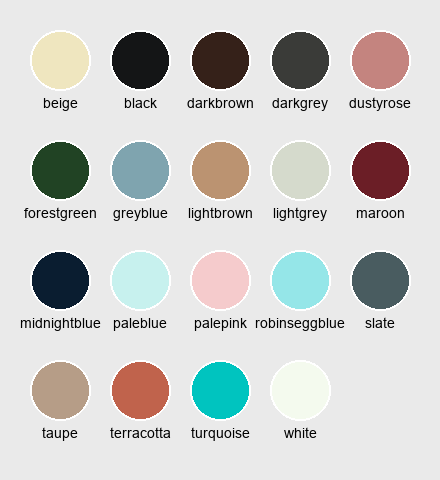 beige black darkbrown darkgrey dustyrose
forestgreen greyblue lightbrown lightgrey maroon
midnightblue paleblue palepink robinseggblue slate
taupe terracotta turquoise white